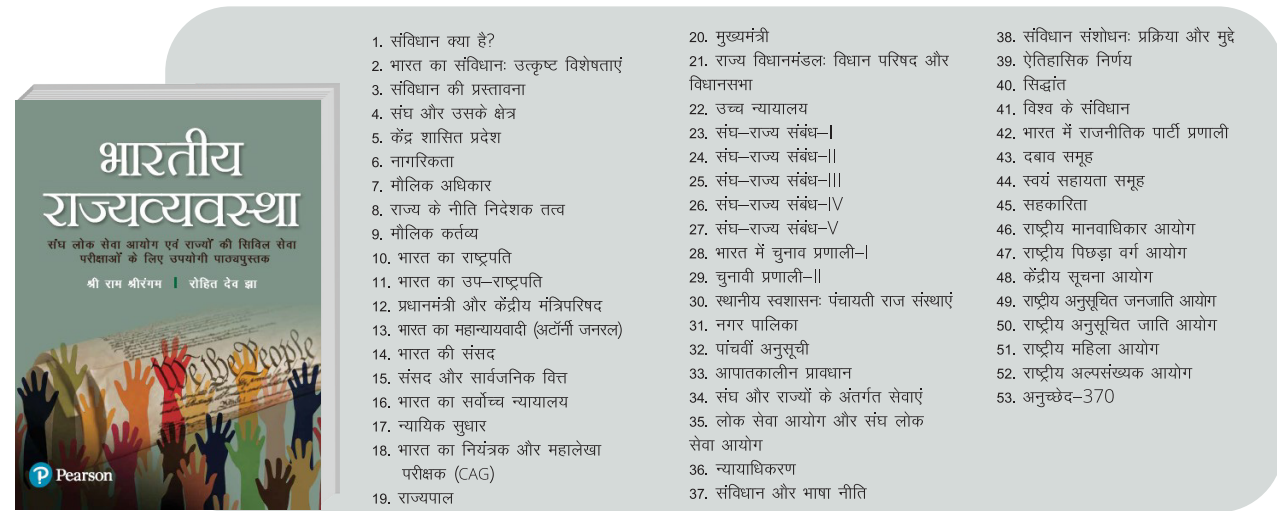 भारतीय
राज्यव्यवस्था
संघ लोक सेवा आयोग एवं राज्यों की सिविल सेवा
परीक्षाओं के लिए उपयोगी पाठ्यपुस्तक
श्री राम श्रीरंगम | रोहित देव झा
We the People
Pearson
1. संविधान क्या है?
2. भारत का संविधानः उत्कृष्ट विशेषताएं
3. संविधान की प्रस्तावना
4. संघ और उसके क्षेत्र
5. केंद्र शासित प्रदेश
6. नागरिकता
7. मौलिक अधिकार
8. राज्य के नीति निदेशक तत्व
9. मौलिक कर्तव्य
10. भारत का राष्ट्रपति
11. भारत का उप–राष्ट्रपति
12. प्रधानमंत्री और केंद्रीय मंत्रिपरिषद
13. भारत का महान्यायवादी (अटॉर्नी जनरल)
14. भारत की संसद
15. संसद और सार्वजनिक वित्त
16. भारत का सर्वोच्च न्यायालय
17. न्यायिक सुधार
18. भारत का नियंत्रक और महालेखा
परीक्षक (CAG)
19. राज्यपाल
20. मुख्यमंत्री
21. राज्य विधानमंडलः विधान परिषद और
विधानसभा
22. उच्च न्यायालय
23. संघ–राज्य संबंध–I
24. संघ–राज्य संबंध–II
25. संघ–राज्य संबंध–III
26. संघ–राज्य संबंध–IV
27. संघ–राज्य संबंध–V
28. भारत में चुनाव प्रणाली–I
29. चुनावी प्रणाली–II
30. स्थानीय स्वशासनः पंचायती राज संस्थाएं
31. नगर पालिका
32. पांचवीं अनुसूची
33. आपातकालीन प्रावधान
34. संघ और राज्यों के अंतर्गत सेवाएं
35. लोक सेवा आयोग और संघ लोक
सेवा आयोग
36. न्यायाधिकरण
37. संविधान और भाषा नीति
38. संविधान संशोधनः प्रक्रिया और मुद्दे
39. ऐतिहासिक निर्णय
40. सिद्धांत
41. विश्व के संविधान
42. भारत में राजनीतिक पार्टी प्रणाली
43. दबाव समूह
44. स्वयं सहायता समूह
45. सहकारिता
46. राष्ट्रीय मानवाधिकार आयोग
47. राष्ट्रीय पिछड़ा वर्ग आयोग
48. केंद्रीय सूचना आयोग
49. राष्ट्रीय अनुसूचित जनजाति आयोग
50. राष्ट्रीय अनुसूचित जाति आयोग
51. राष्ट्रीय महिला आयोग
52. राष्ट्रीय अल्पसंख्यक आयोग
53. अनुच्छेद–370